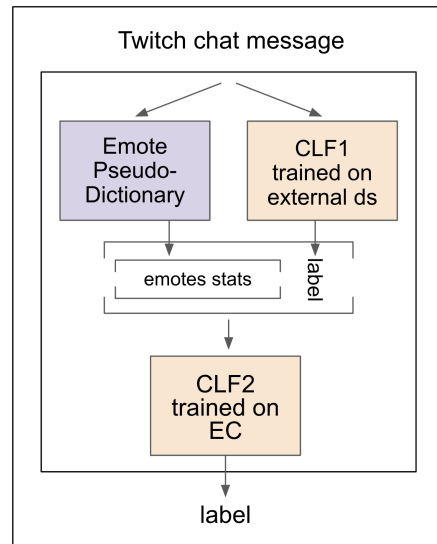 Twitch chat message
Emote
Pseudo-
Dictionary
CLF1
trained on
external ds
emotes stats
label
CLF2
trained on
EC
label